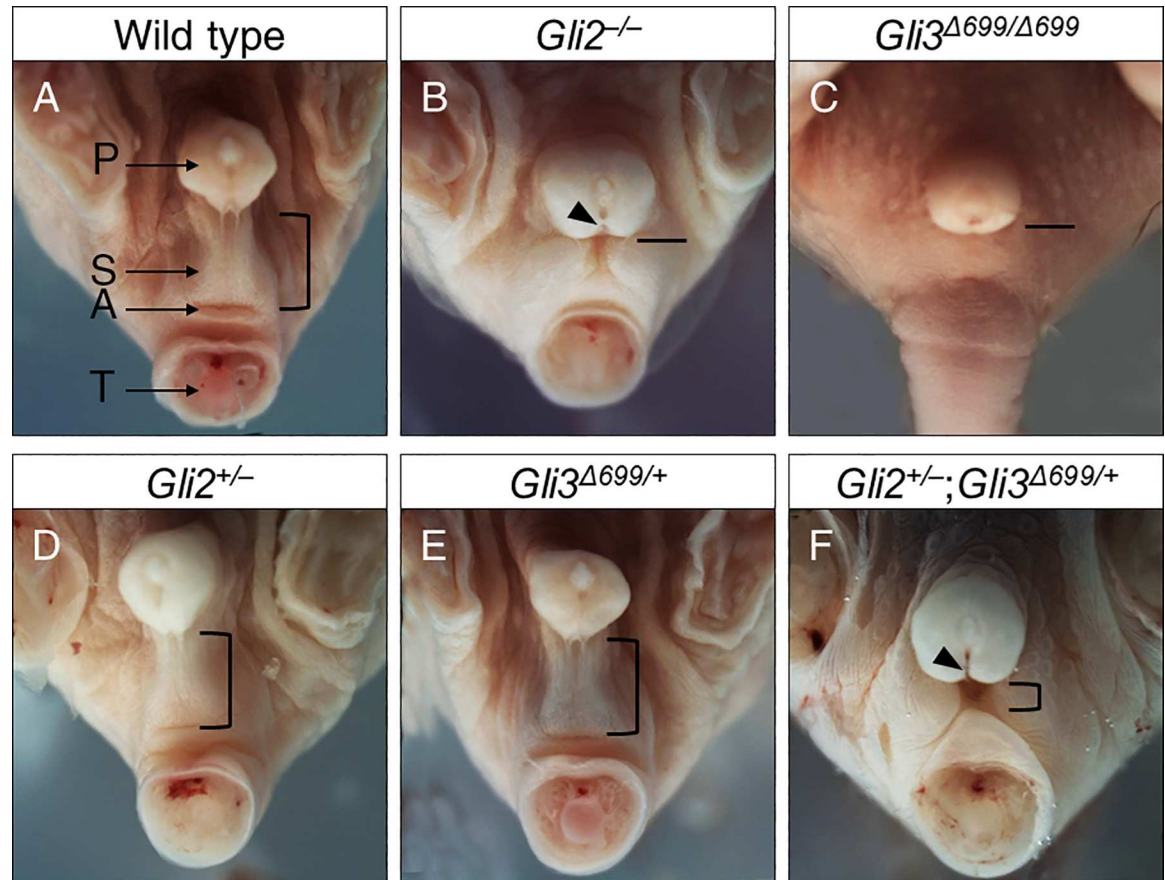 Wild type
Gli2–/–
Gli3Δ699/Δ699
A
B
C
P
S
A
T
Gli2+/–
Gli3Δ699/+
Gli2+/–;Gli3Δ699/+
D
E
F